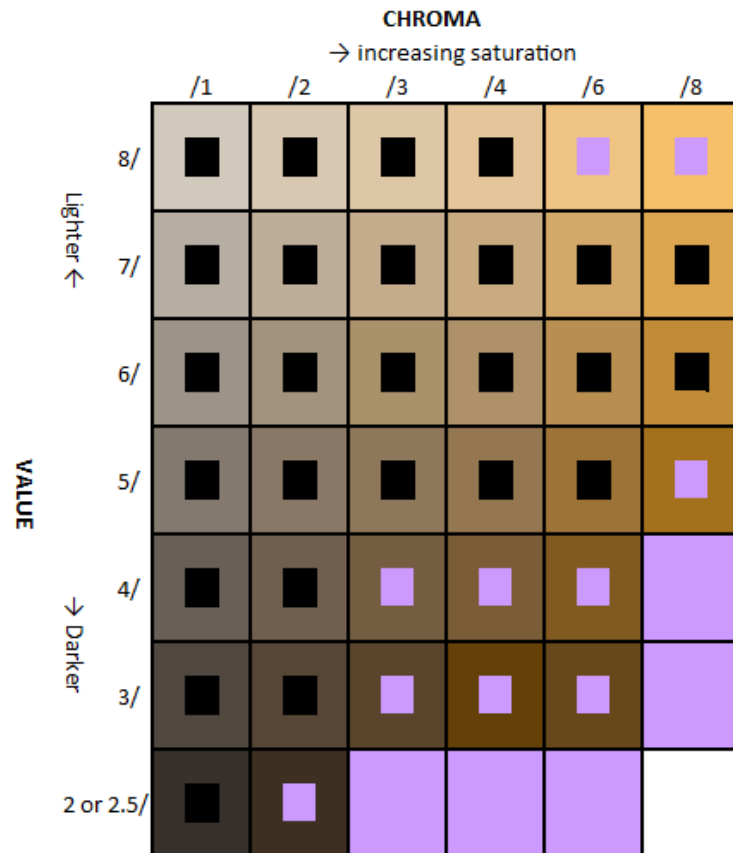 CHROMA
→ increasing saturation
/1 /2 /3 /4 /6 /8
8/
Lighter ←
7/
6/
5/
VALUE
4/
→ Darker
3/
2 or 2.5/